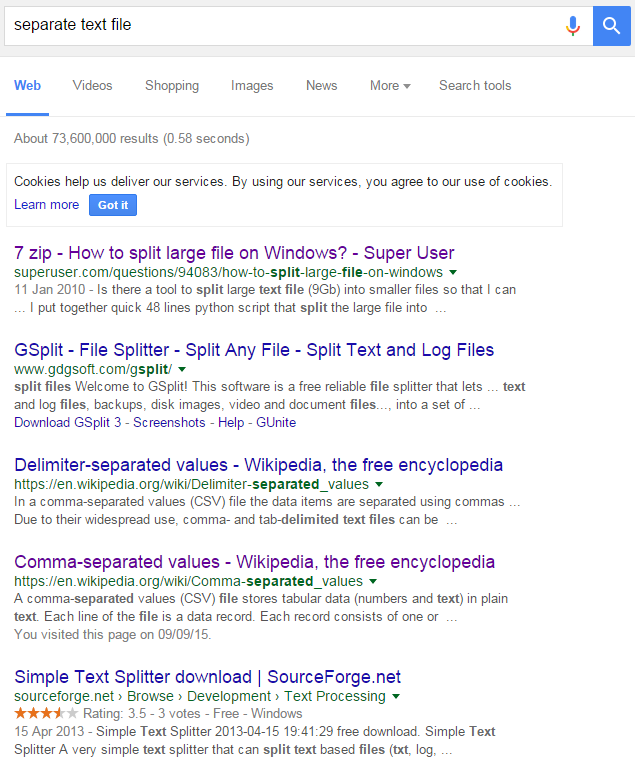 separate text file
Web Videos Shopping Images News More Search tools
About 73,600,000 results (0.58 seconds)
Cookies help us deliver our services. By using our services, you agree to our use of cookies.
Learn more Got it
7 zip - How to split large file on Windows? - Super User
superuser.com/questions/94083/how-to-split-large-file-on-windows
11 Jan 2010 - Is there a tool to split large text file (9Gb) into smaller files so that I can
... I put together quick 48 lines python script that split the large file into ...
GSplit - File Splitter - Split Any File - Split Text and Log Files
www.gdgsoft.com/gsplit/
split files Welcome to GSplit! This software is a free reliable file splitter that lets ... text
and log files, backups, disk images, video and document files..., into a set of ...
Download GSplit 3 - Screenshots - Help - GUnite
Delimiter-separated values - Wikipedia, the free encyclopedia
https://en.wikipedia.org/wiki/Delimiter-separated_values
In a comma-separated values (CSV) file the data items are separated using commas ...
Due to their widespread use, comma- and tab-delimited text files can be ...
Comma-separated values - Wikipedia, the free encyclopedia
https://en.wikipedia.org/wiki/Comma-separated_values
A comma-separated values (CSV) file stores tabular data (numbers and text) in plain
text. Each line of the file is a data record. Each record consists of one or ...
You visited this page on 09/09/15.
Simple Text Splitter download | SourceForge.net
sourceforge.net › Browse › Development › Text Processing
Rating: 3.5 - 3 votes - Free - Windows
15 Apr 2013 - Simple Text Splitter 2013-04-15 19:41:29 free download. Simple Text
Splitter A very simple text splitter that can split text based files (txt, log, ...